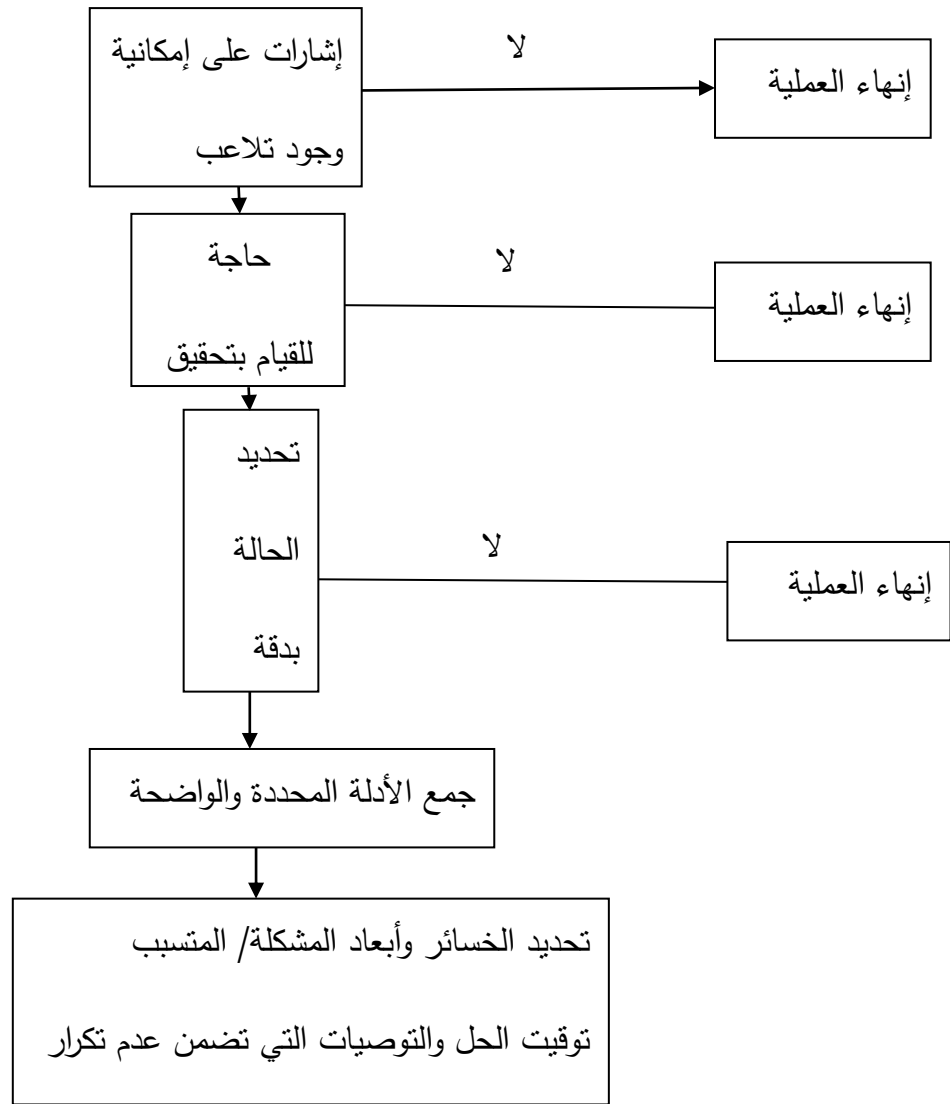 إشارات على إمكانية
وجود تلاعب
لا
إنهاء العملية
حاجة
للقيام بتحقيق
لا
إنهاء العملية
تحديد
الحالة
بدقة
لا
إنهاء العملية
جمع الأدلة المحددة والواضحة
تحديد الخسائر وأبعاد المشكلة/ المتسبب
توقيت الحل والتوصيات التي تضمن عدم تكرار